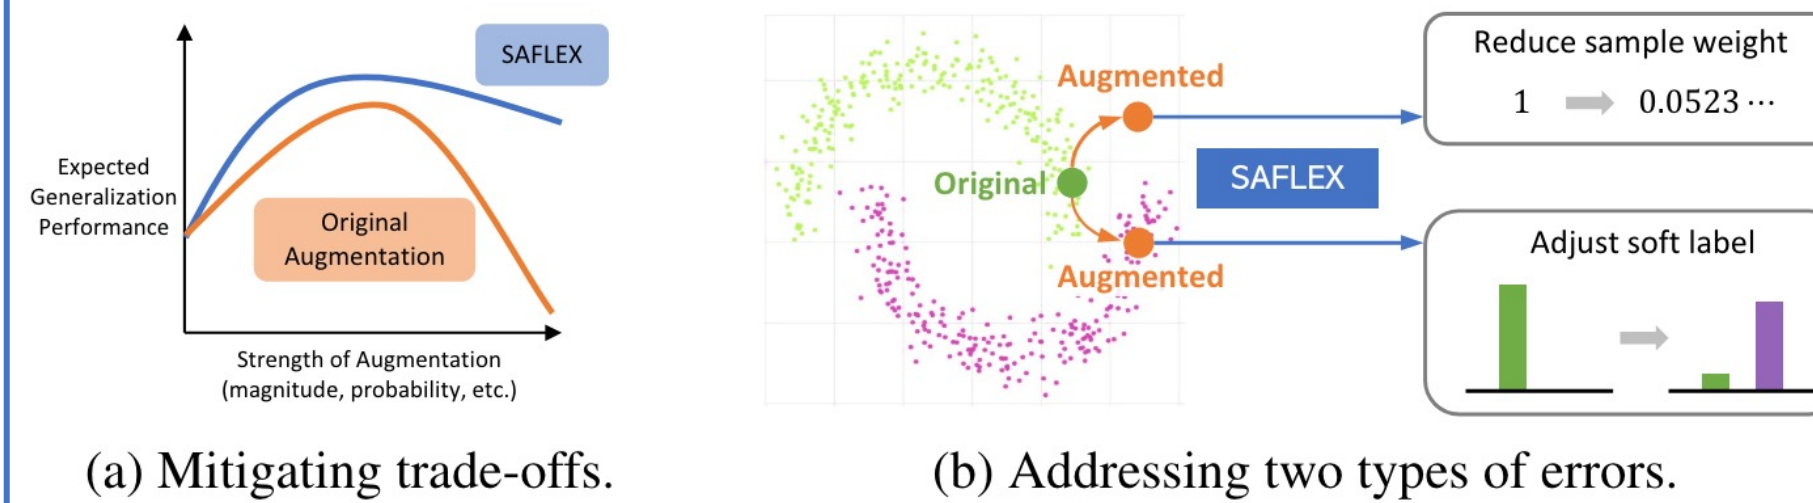 SAFLEX
Expected
Generalization
Performance
Original
Augmentation
Strength of Augmentation
(magnitude, probability, etc.)
(a) Mitigating trade-offs.
Augmented
Original
Augmented
SAFLEX
Reduce sample weight
1 0.0523 ⋯
Adjust soft label
(b) Addressing two types of errors.